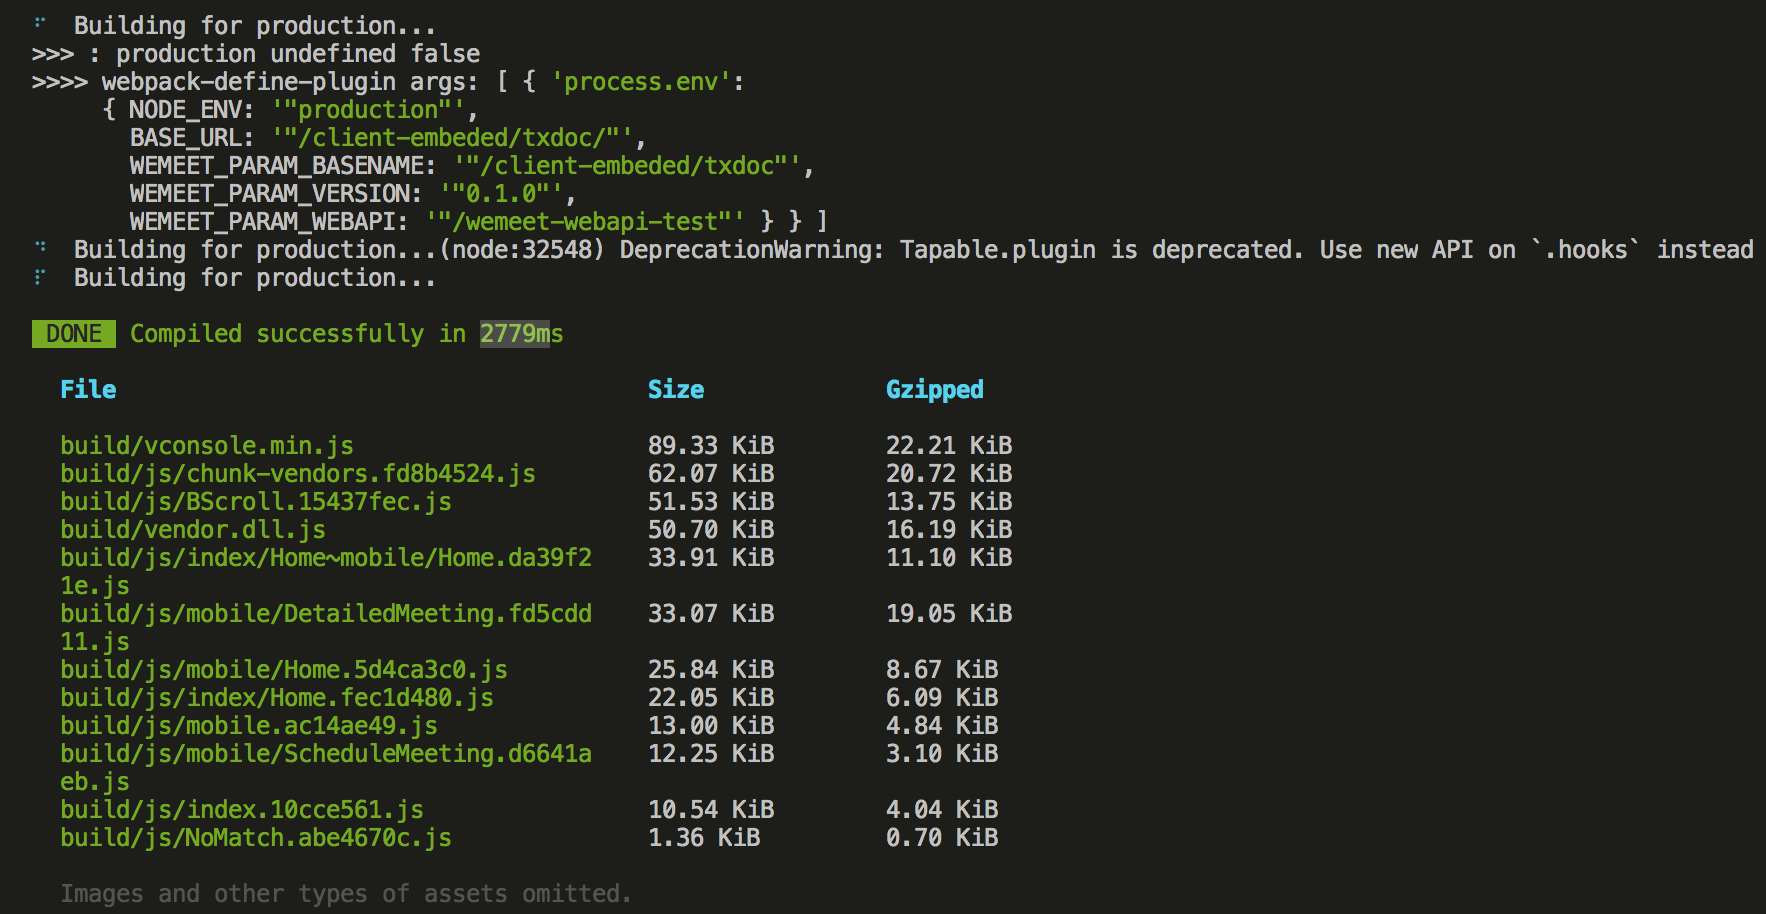 Building for production...
>>> : production undefined false
>>>> webpack-define-plugin args: [ { 'process.env':
{ NODE_ENV: '"production"',
BASE_URL: '"/client-embeded/txdoc/"',
WEMEET_PARAM_BASENAME: '"/client-embeded/txdoc"',
WEMEET_PARAM_VERSION: '"0.1.0"',
WEMEET_PARAM_WEBAPI: '"/wemeet-webapi-test"' } } ]
Building for production...(node:32548) DeprecationWarning: Tapable.plugin is deprecated. Use new API on `.hooks` instead
Building for production...
DONE Compiled successfully in 2779ms
File Size Gzipped
build/vconsole.min.js 89.33 KiB 22.21 KiB
build/js/chunk-vendors.fd8b4524.js 62.07 KiB 20.72 KiB
build/js/BScroll.15437fec.js 51.53 KiB 13.75 KiB
build/vendor.dll.js 50.70 KiB 16.19 KiB
build/js/index/Home~mobile/Home.da39f2 33.91 KiB 11.10 KiB
1e.js
build/js/mobile/DetailedMeeting.fd5cdd 33.07 KiB 19.05 KiB
11.js
build/js/mobile/Home.5d4ca3c0.js 25.84 KiB 8.67 KiB
build/js/index/Home.fec1d480.js 22.05 KiB 6.09 KiB
build/js/mobile.ac14ae49.js 13.00 KiB 4.84 KiB
build/js/mobile/ScheduleMeeting.d6641a 12.25 KiB 3.10 KiB
eb.js
build/js/index.10cce561.js 10.54 KiB 4.04 KiB
build/js/NoMatch.abe4670c.js 1.36 KiB 0.70 KiB
Images and other types of assets omitted.